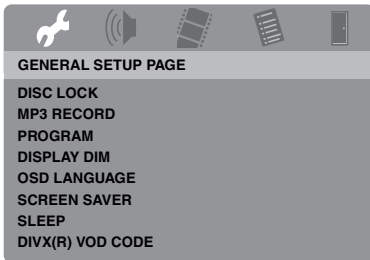 GENERAL SETUP PAGE
DISC LOCK
MP3 RECORD
PROGRAM
DISPLAY DIM
OSD LANGUAGE
SCREEN SAVER
SLEEP
DIVX(R) VOD CODE